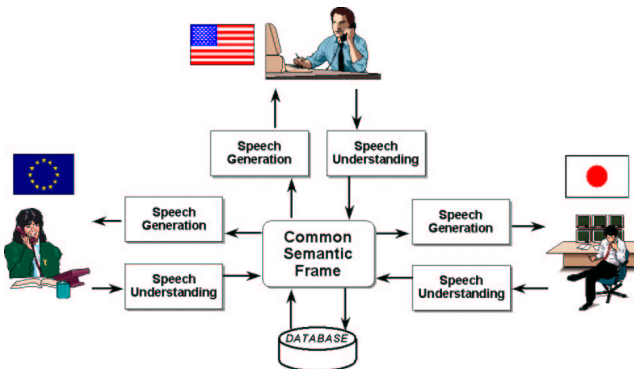 Speech
Generation
Speech
Understanding
Speech
Generation
Common
Semantic
Frame
Speech
Generation
Speech
Understanding
Speech
Understanding
DATABASE